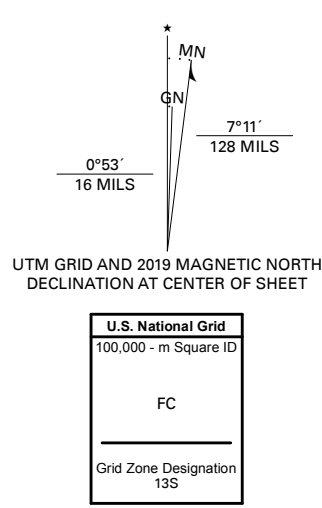 ★
MN
GN
7°11´
128 MILS
0°53´
16 MILS
UTM GRID AND 2019 MAGNETIC NORTH
DECLINATION AT CENTER OF SHEET
U.S. National Grid
100,000 - m Square ID
FC
Grid Zone Designation
13S